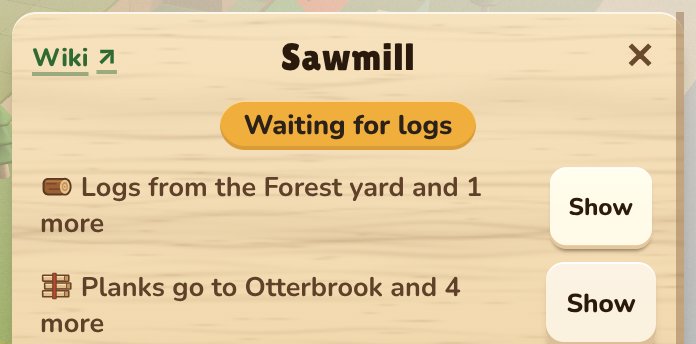 Wiki ↗
Sawmill
Waiting for logs
Logs from the Forest yard and 1
more
Show
Planks go to Otterbrook and 4
more
Show